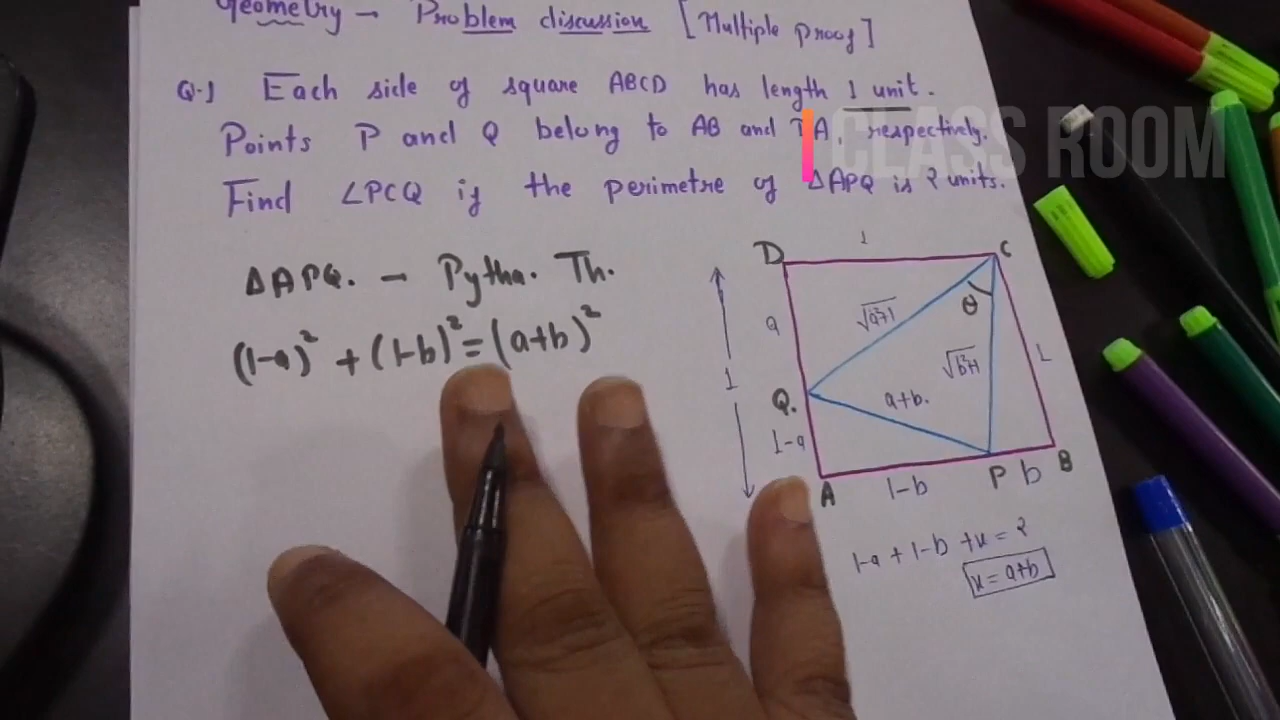 Geometry → Problem discussion [Multiple proof]
Q.1 Each side of square ABCD has length 1 unit.
Points P and Q belong to AB and DA, respectively.
Find ∠PCQ if the perimetre of ΔAPQ is 2 units.
CLASS ROOM
ΔAPQ. - Pytha. Th.
(1-a)² + (1-b)² = (a+b)²
D 1 C
a √a²+1 θ
1 √b²+1 1
Q. a+b.
1-a
A 1-b P b B
1-a + 1-b + x = 2
x = a+b